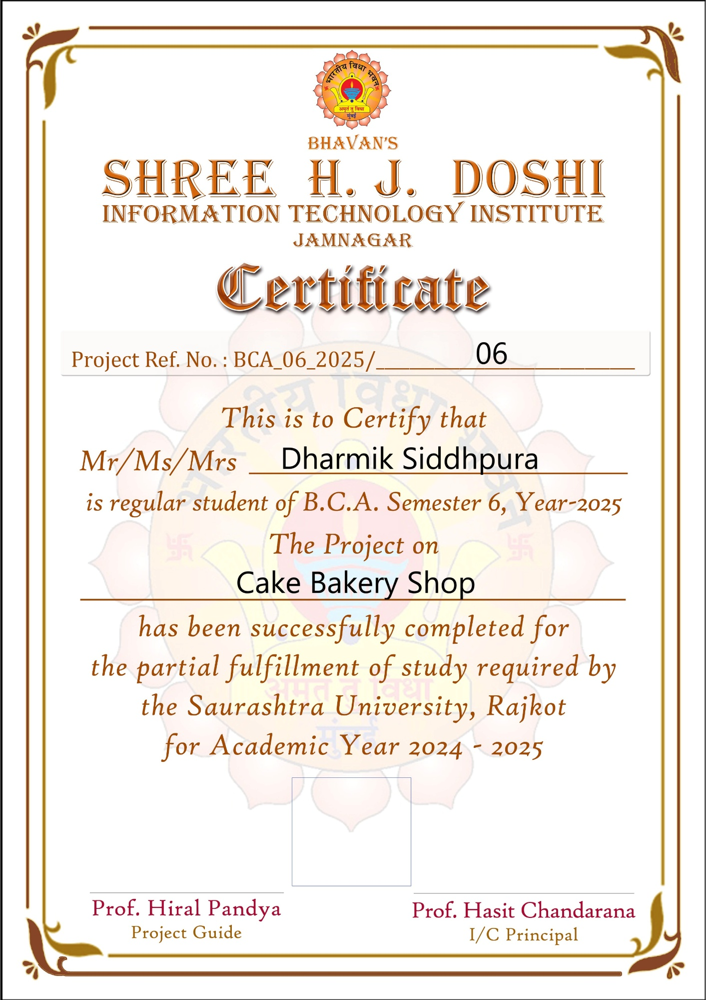 भारतीय विधा भवन
अमृतं तु विधा
मुंबई
BHAVAN'S
SHREE H. J. DOSHI
INFORMATION TECHNOLOGY INSTITUTE
JAMNAGAR
Certificate
Project Ref. No. : BCA_06_2025/ 06
This is to Certify that
Mr/Ms/Mrs Dharmik Siddhpura
is regular student of B.C.A. Semester 6, Year-2025
The Project on
Cake Bakery Shop
has been successfully completed for
the partial fulfillment of study required by
the Saurashtra University, Rajkot
for Academic Year 2024 - 2025
Prof. Hiral Pandya
Project Guide
Prof. Hasit Chandarana
I/C Principal